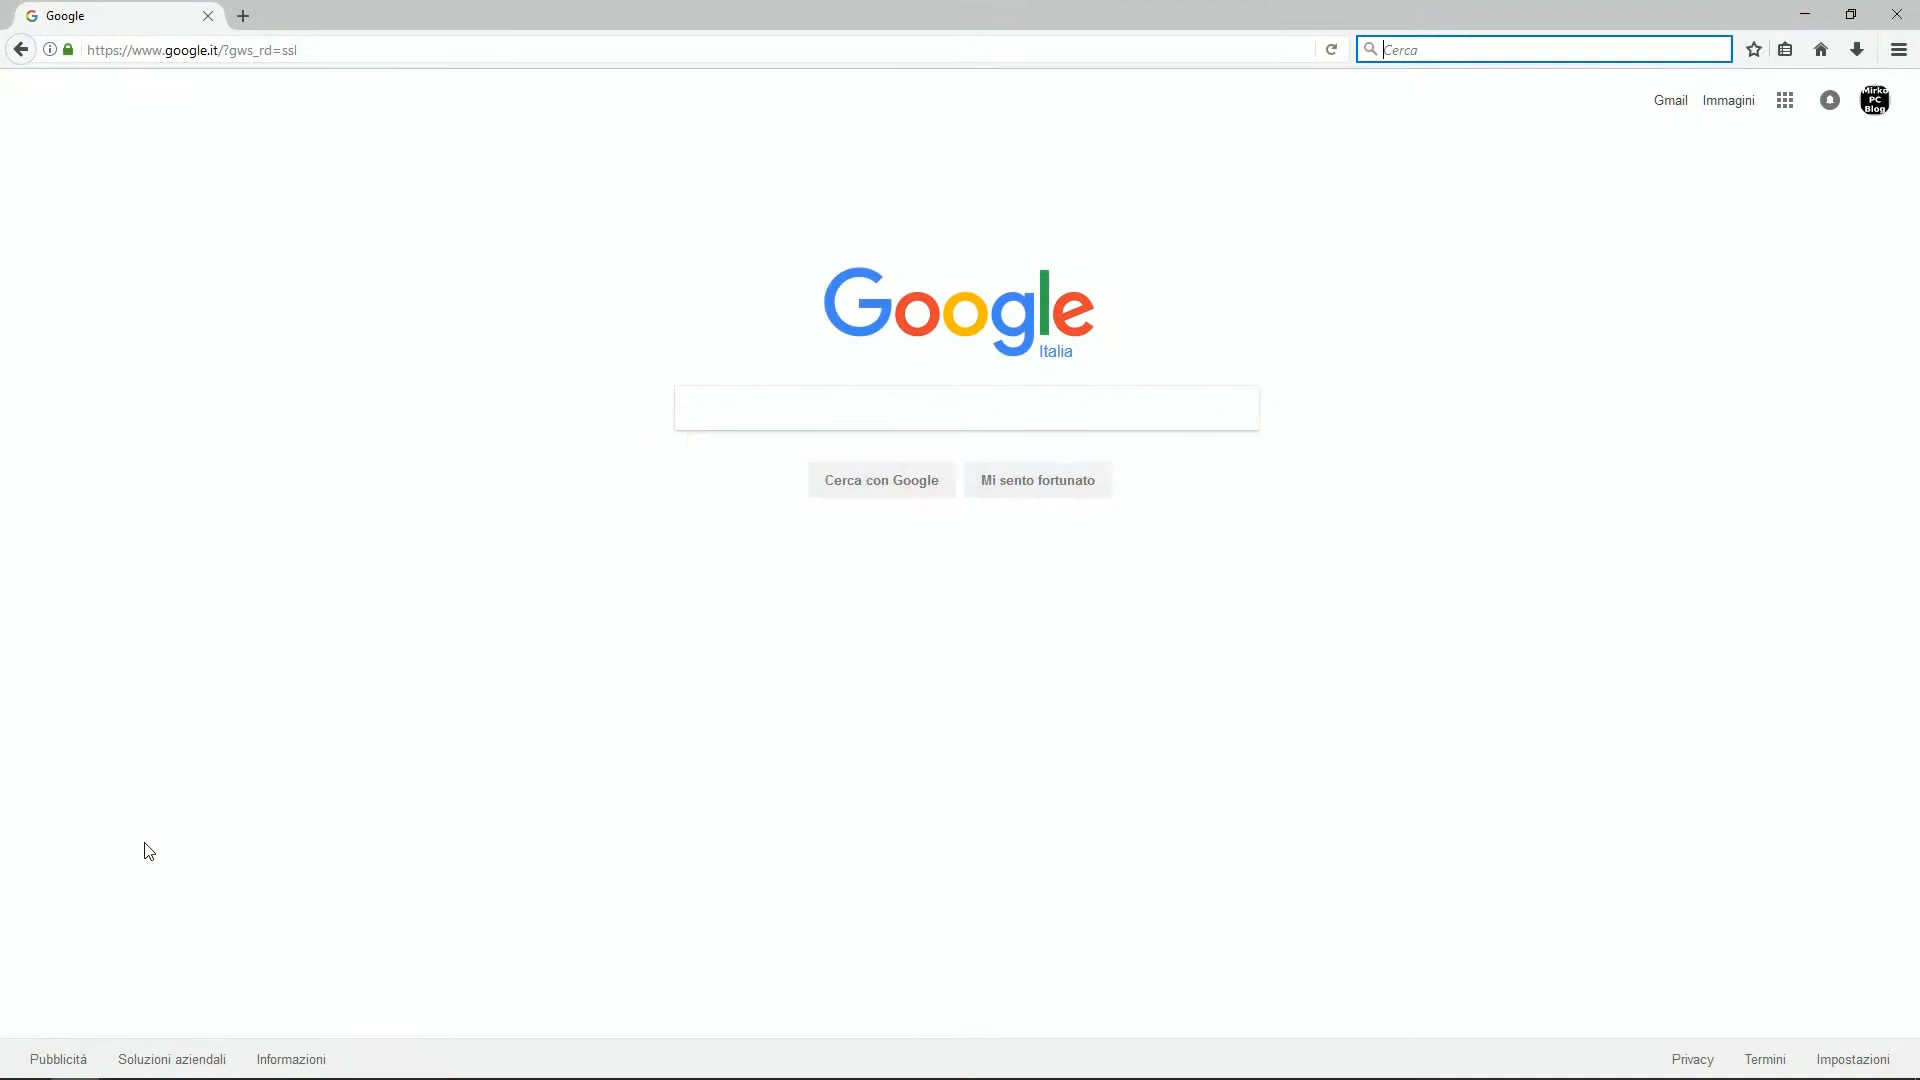 Google
https://www.google.it/?gws_rd=ssl
Cerca
Gmail Immagini
Mirko
PC
Blog
Google
Italia
Cerca con Google Mi sento fortunato
Pubblicità Soluzioni aziendali Informazioni Privacy Termini Impostazioni